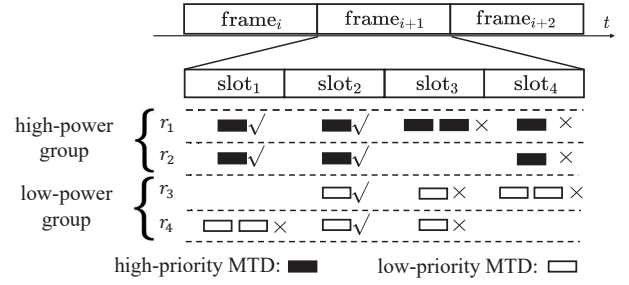 frame_i frame_{i+1} frame_{i+2} t
slot_1 slot_2 slot_3 slot_4
high-power
group
r_1 √ √ × ×
r_2 √ √ ×
low-power
group
r_3 √ × ×
r_4 × √ ×
high-priority MTD: low-priority MTD: